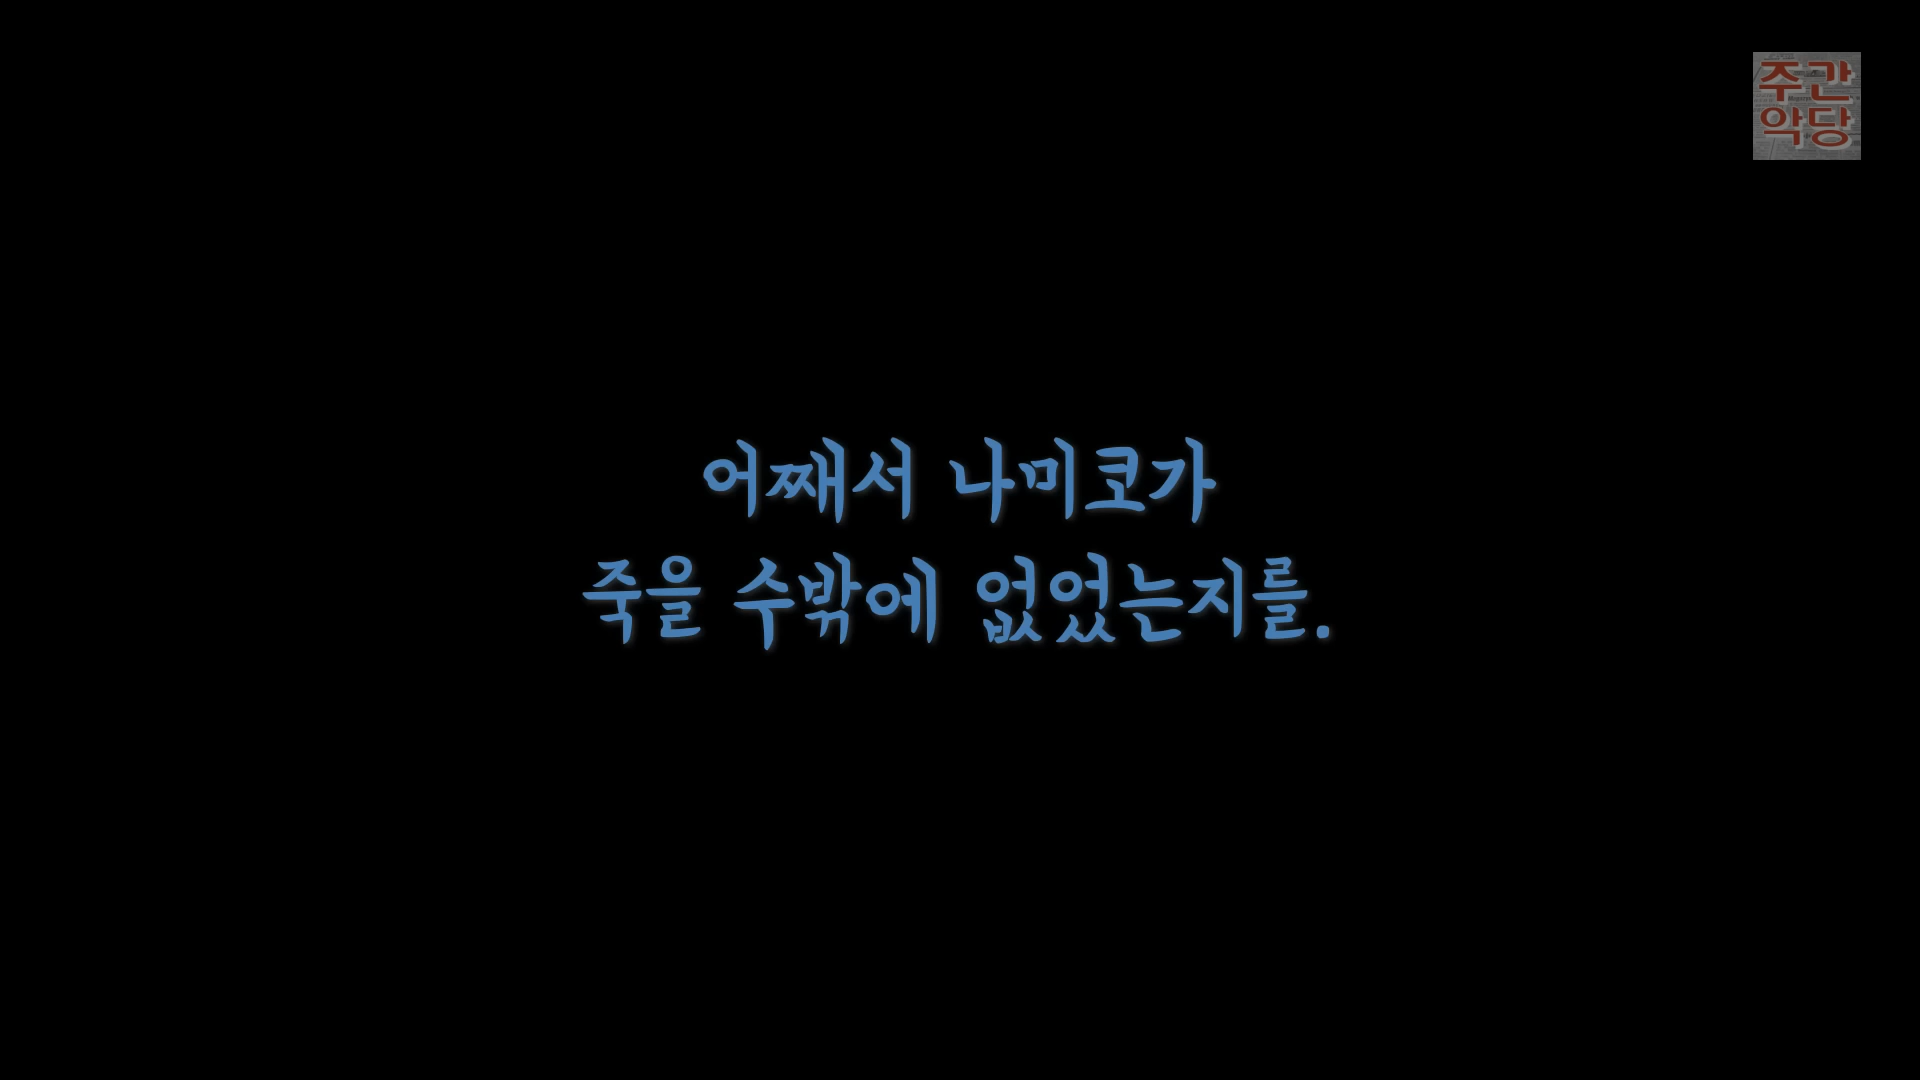 주간
악당
어째서 나미코가
죽을 수밖에 없었는지를.